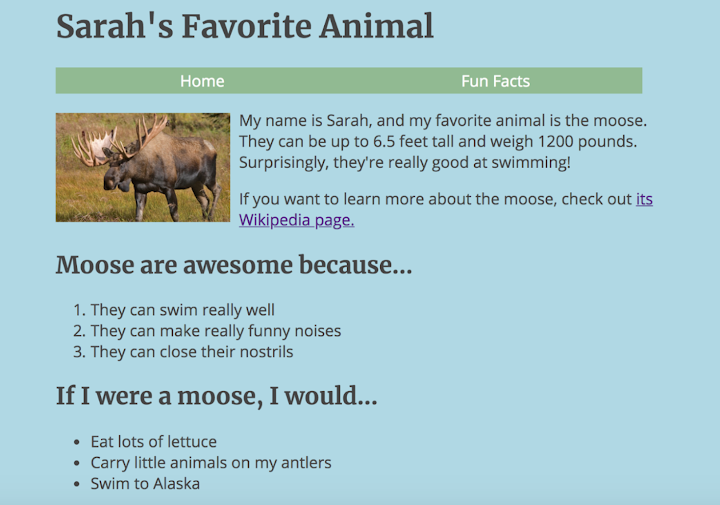 Sarah's Favorite Animal
Home Fun Facts
My name is Sarah, and my favorite animal is the moose.
They can be up to 6.5 feet tall and weigh 1200 pounds.
Surprisingly, they're really good at swimming!
If you want to learn more about the moose, check out its
Wikipedia page.
Moose are awesome because...
1. They can swim really well
2. They can make really funny noises
3. They can close their nostrils
If I were a moose, I would...
• Eat lots of lettuce
• Carry little animals on my antlers
• Swim to Alaska